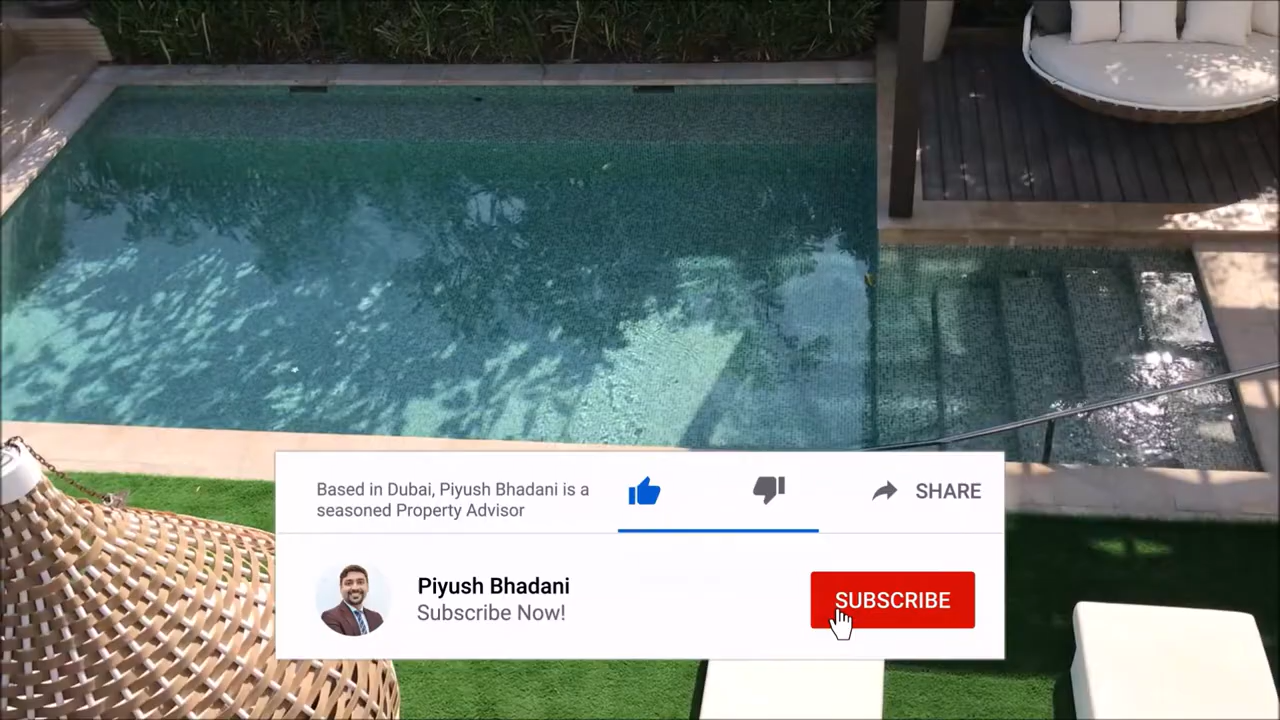 Based in Dubai, Piyush Bhadani is a
seasoned Property Advisor
SHARE
Piyush Bhadani
Subscribe Now!
SUBSCRIBE